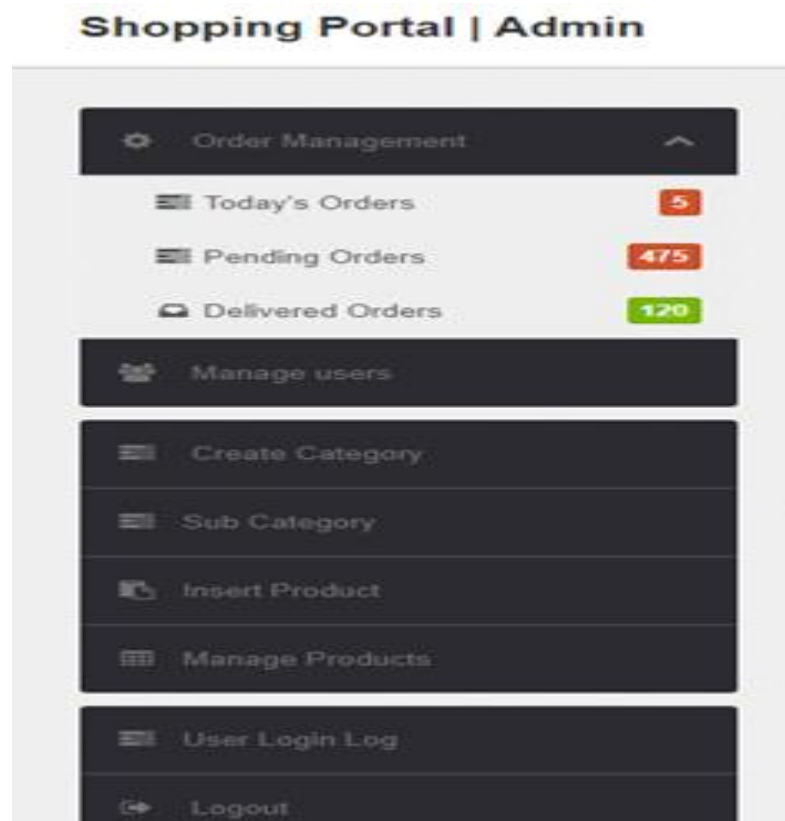 Shopping Portal | Admin
Order Management
Today's Orders 5
Pending Orders 475
Delivered Orders 120
Manage users
Create Category
Sub Category
Insert Product
Manage Products
User Login Log
Logout